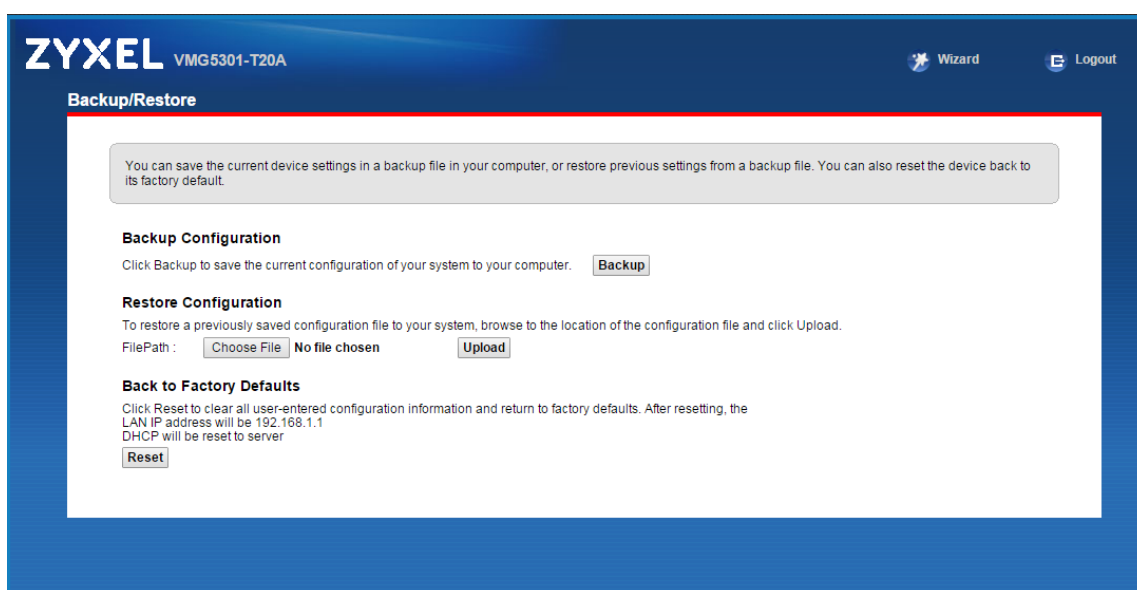 ZYXEL VMG5301-T20A
Wizard
Logout
Backup/Restore
You can save the current device settings in a backup file in your computer, or restore previous settings from a backup file. You can also reset the device back to
its factory default.
Backup Configuration
Click Backup to save the current configuration of your system to your computer. Backup
Restore Configuration
To restore a previously saved configuration file to your system, browse to the location of the configuration file and click Upload.
FilePath : Choose File No file chosen Upload
Back to Factory Defaults
Click Reset to clear all user-entered configuration information and return to factory defaults. After resetting, the
LAN IP address will be 192.168.1.1
DHCP will be reset to server
Reset